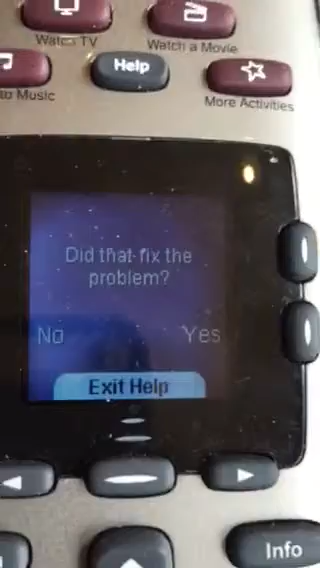 Watch TV
Watch a Movie
Help
to Music
More Activities
Did that fix the
problem?
No Yes
Exit Help
Info